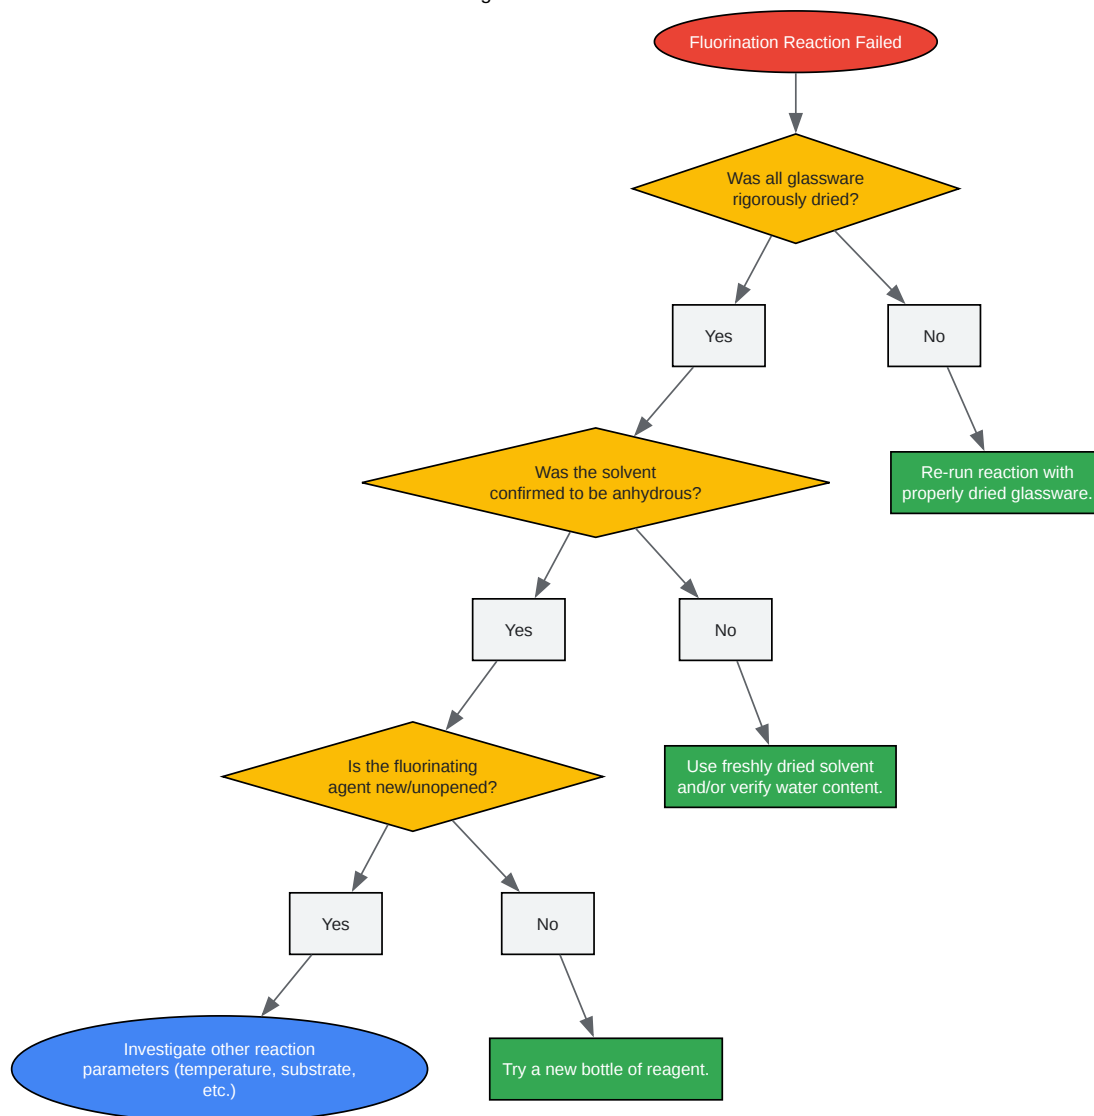 Fluorination Reaction Failed
Was all glassware
rigorously dried?
Yes
No
Was the solvent
confirmed to be anhydrous?
Re-run reaction with
properly dried glassware.
Yes
No
Is the fluorinating
agent new/unopened?
Use freshly dried solvent
and/or verify water content.
Yes
No
Investigate other reaction
parameters (temperature, substrate,
etc.)
Try a new bottle of reagent.